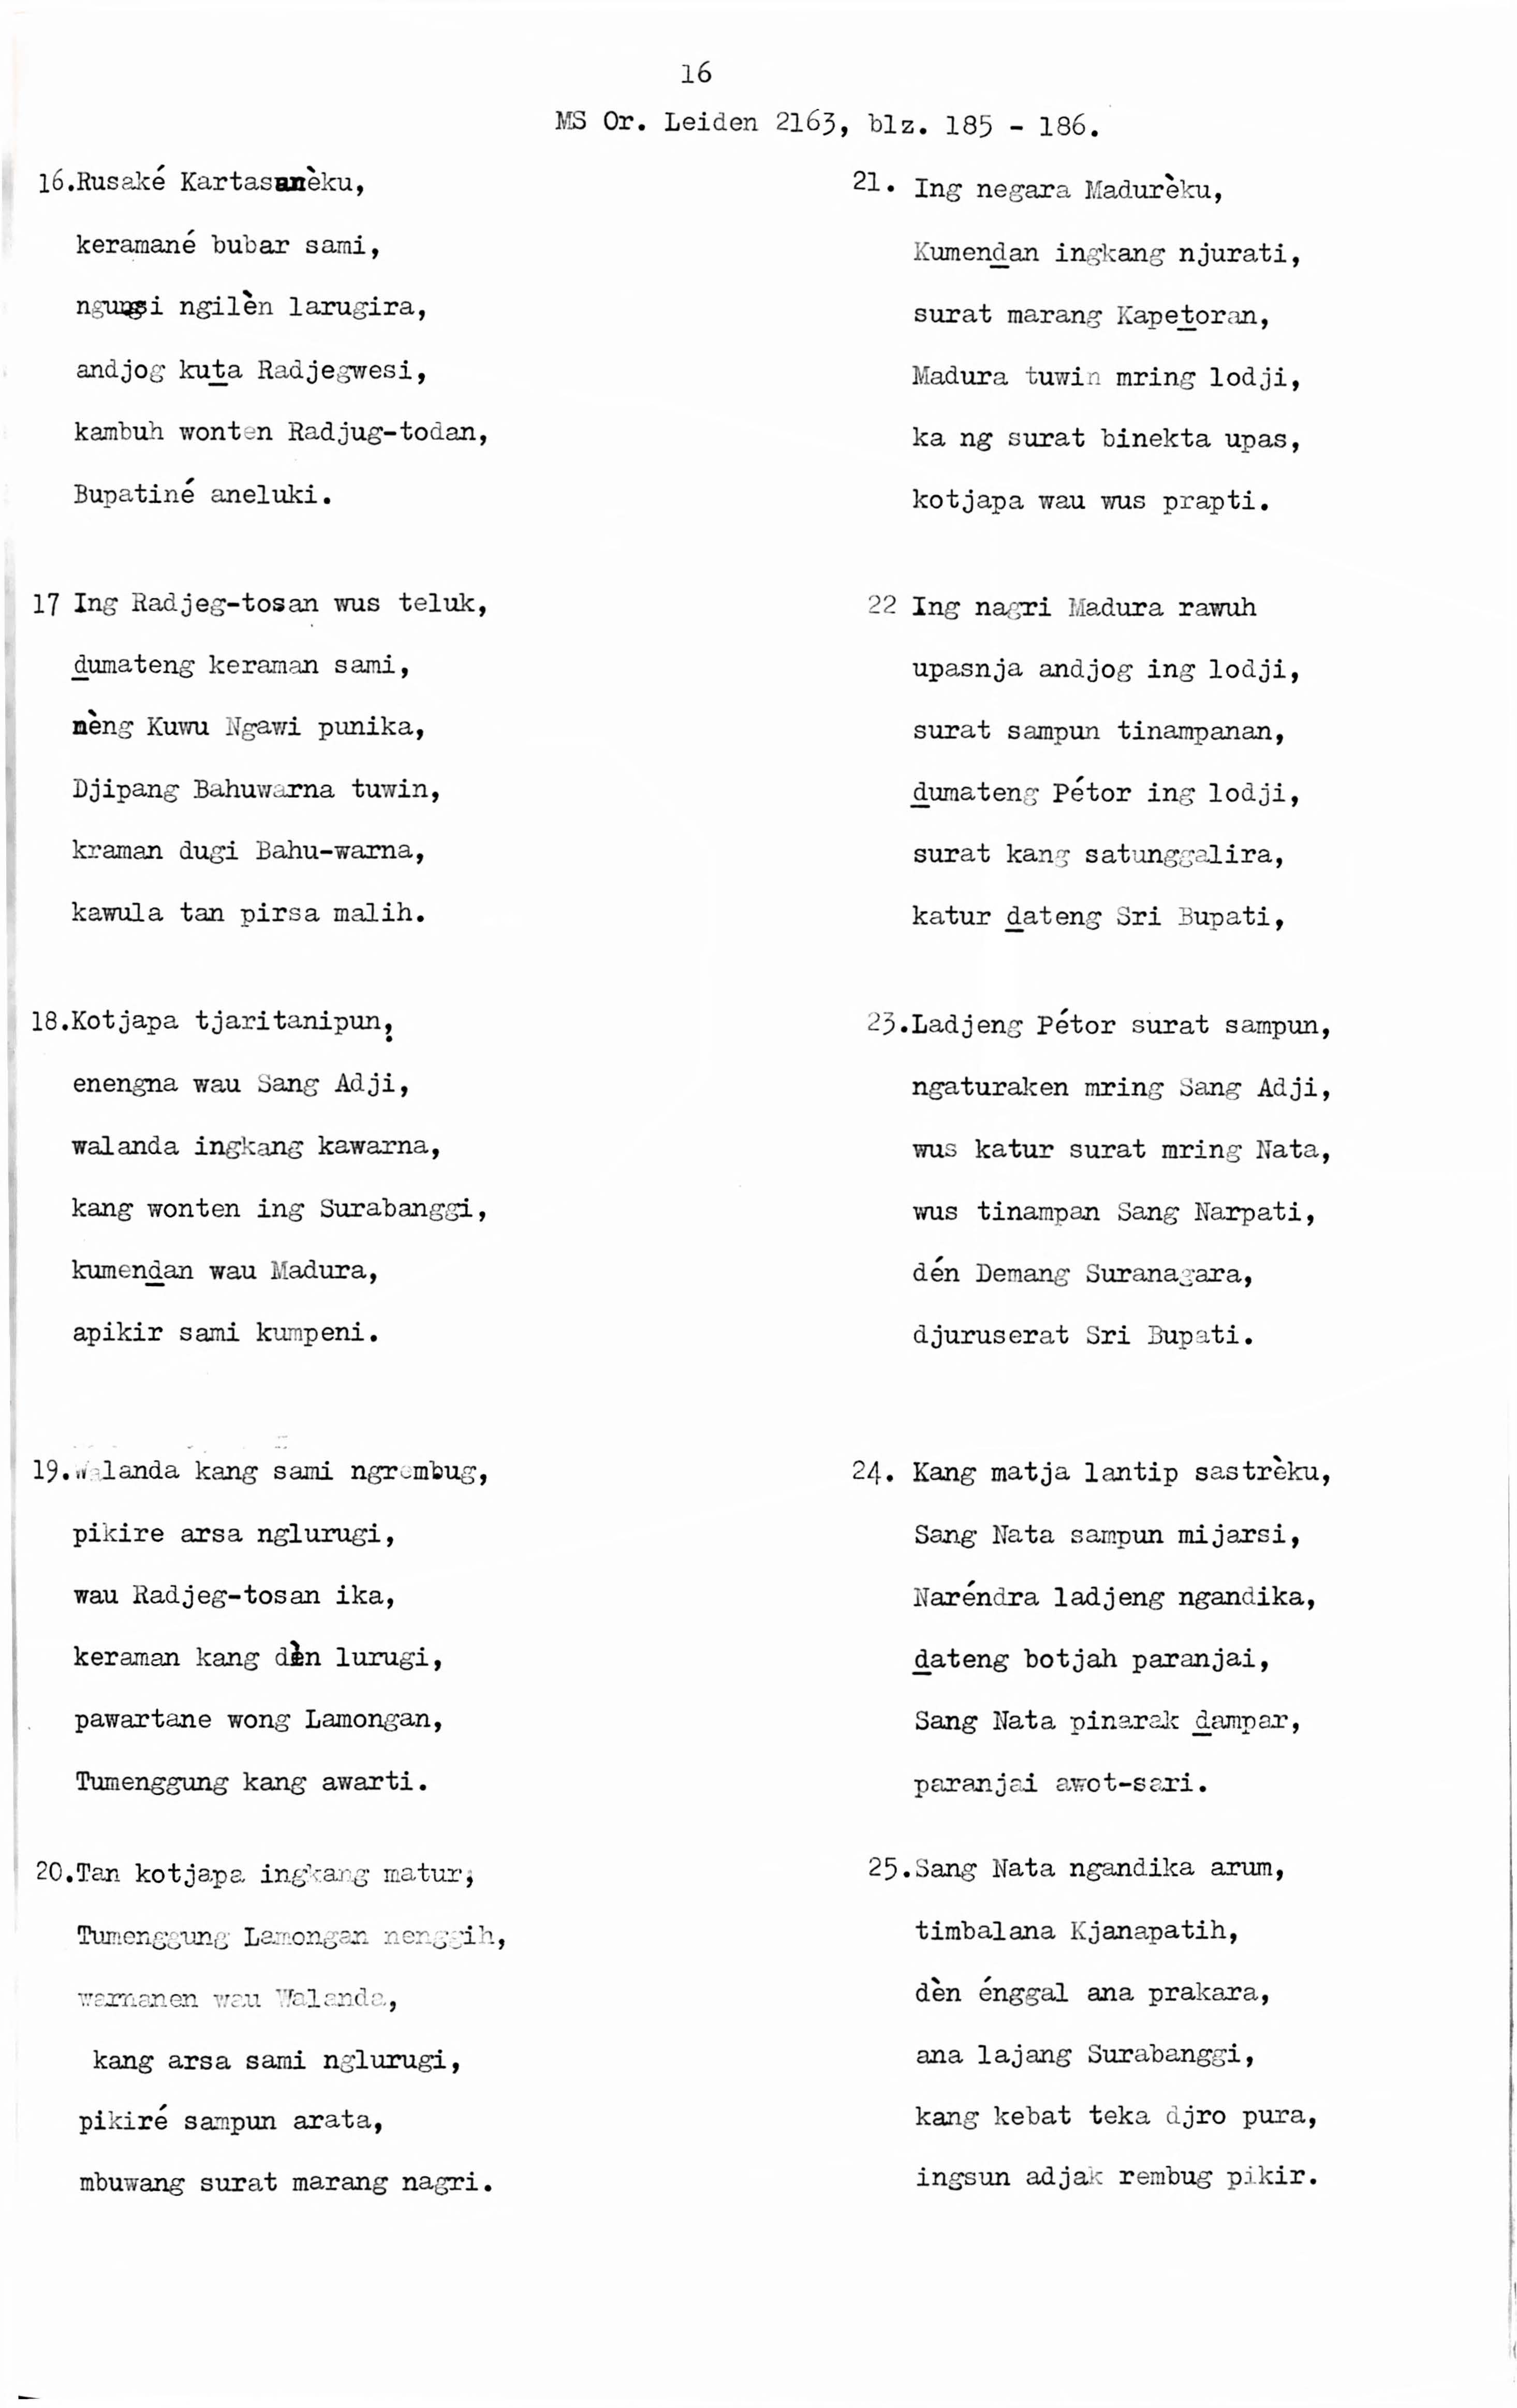 16
MS Or. Leiden 2163, blz. 185 - 186.
16.Rusaké Kartasanèku,
keramané bubar sami,
ngungsi ngilèn larugira,
andjog kuṯa Radjegwesi,
kambuh wonten Radjug-todan,
Bupatiné aneluki.
17 Ing Radjeg-tosan wus teluk,
ḏumateng keraman sami,
nèng Kuwu Ngawi punika,
Djipang Bahuwarna tuwin,
kraman dugi Bahu-warna,
kawula tan pirsa malih.
18.Kotjapa tjaritanipun,
enengna wau Sang Adji,
walanda ingkang kawarna,
kang wonten ing Surabanggi,
kumenḏan wau Madura,
apikir sami kumpeni.
19.Walanda kang sami ngrembug,
pikire arsa nglurugi,
wau Radjeg-tosan ika,
keraman kang dèn lurugi,
pawartane wong Lamongan,
Tumenggung kang awarti.
20.Tan kotjapa ingkang matur;
Tumenggung Lamongan nenggih,
warnanen wau Walanda,
kang arsa sami nglurugi,
pikiré sampun arata,
mbuwang surat marang nagri.
21. Ing negara Madurèku,
Kumenḏan ingkang njurati,
surat marang Kapeṯoran,
Madura tuwin mring lodji,
ka ng surat binekta upas,
kotjapa wau wus prapti.
22 Ing nagri Madura rawuh
upasnja andjog ing lodji,
surat sampun tinampanan,
ḏumateng Pétor ing lodji,
surat kang satunggalira,
katur ḏateng Sri Bupati,
23.Ladjeng Pétor surat sampun,
ngaturaken mring Sang Adji,
wus katur surat mring Nata,
wus tinampan Sang Narpati,
dén Demang Suranagara,
djuruserat Sri Bupati.
24. Kang matja lantip sastrèku,
Sang Nata sampun mijarsi,
Naréndra ladjeng ngandika,
ḏateng botjah paranjai,
Sang Nata pinarak ḏampar,
paranjai awot-sari.
25.Sang Nata ngandika arum,
timbalana Kjanapatih,
dèn énggal ana prakara,
ana lajang Surabanggi,
kang kebat teka djro pura,
ingsun adjak rembug pikir.